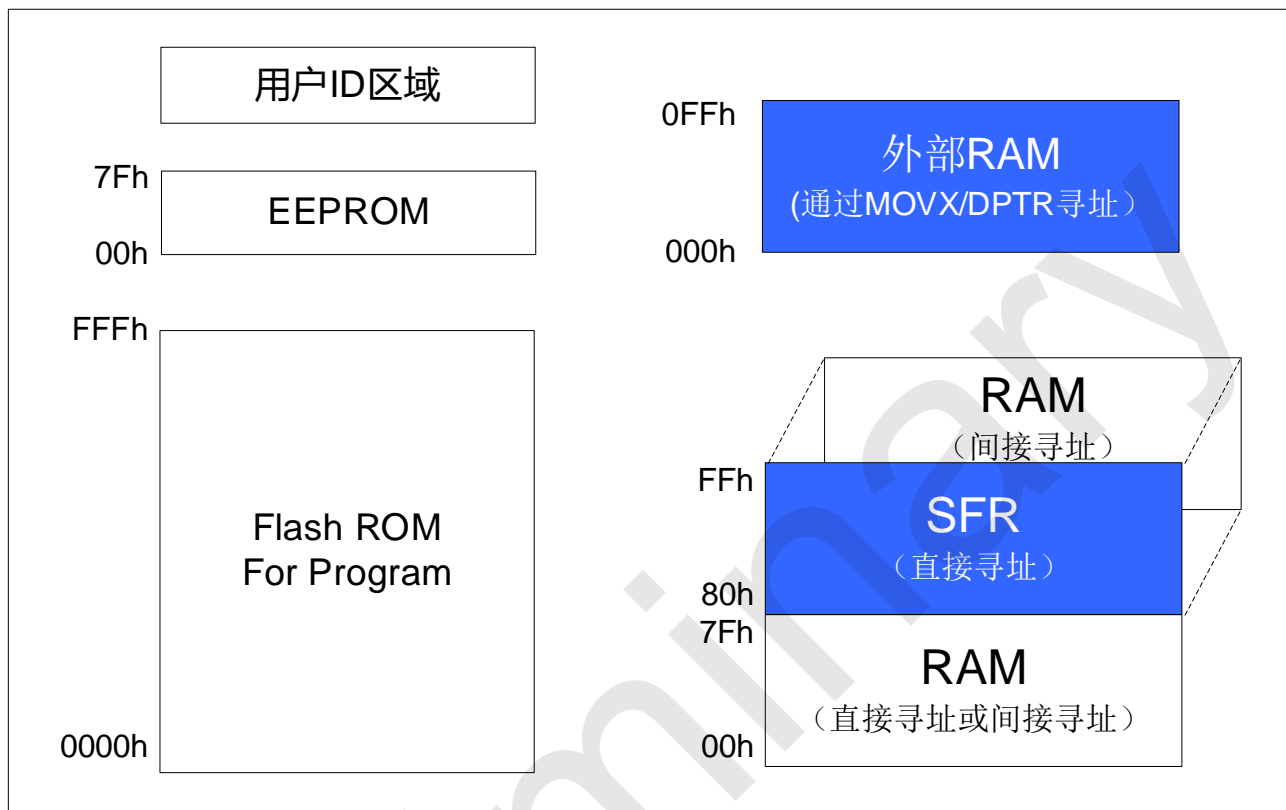 用户ID区域
7Fh
EEPROM
00h
FFFh
Flash ROM
For Program
0000h
0FFh
外部RAM
(通过MOVX/DPTR寻址）
000h
RAM
（间接寻址）
FFh
SFR
（直接寻址）
80h
7Fh
RAM
（直接寻址或间接寻址）
00h
minary